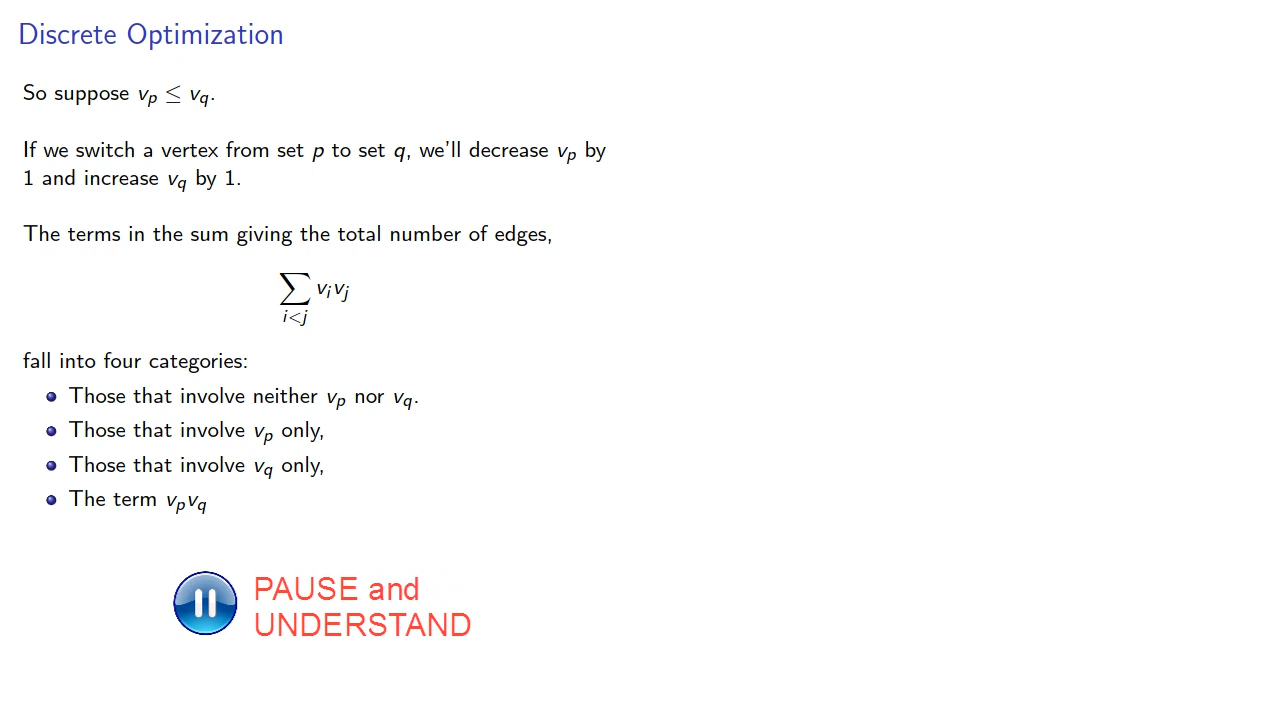 Discrete Optimization
So suppose v_p ≤ v_q.
If we switch a vertex from set p to set q, we'll decrease v_p by
1 and increase v_q by 1.
The terms in the sum giving the total number of edges,
∑_{i<j} v_i v_j
fall into four categories:
Those that involve neither v_p nor v_q.
Those that involve v_p only,
Those that involve v_q only,
The term v_p v_q
PAUSE and
UNDERSTAND